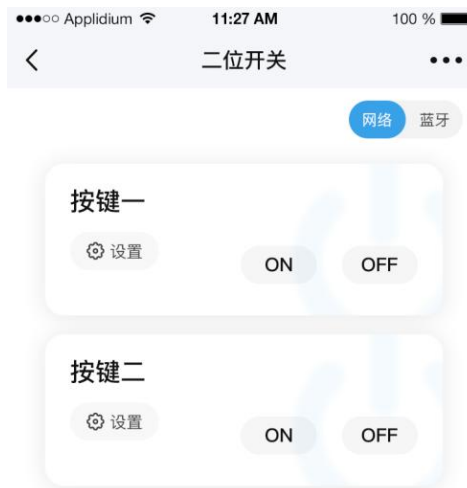 ●●●○○ Applidium 11:27 AM 100 %
二位开关
网络 蓝牙
按键一
设置 ON OFF
按键二
设置 ON OFF